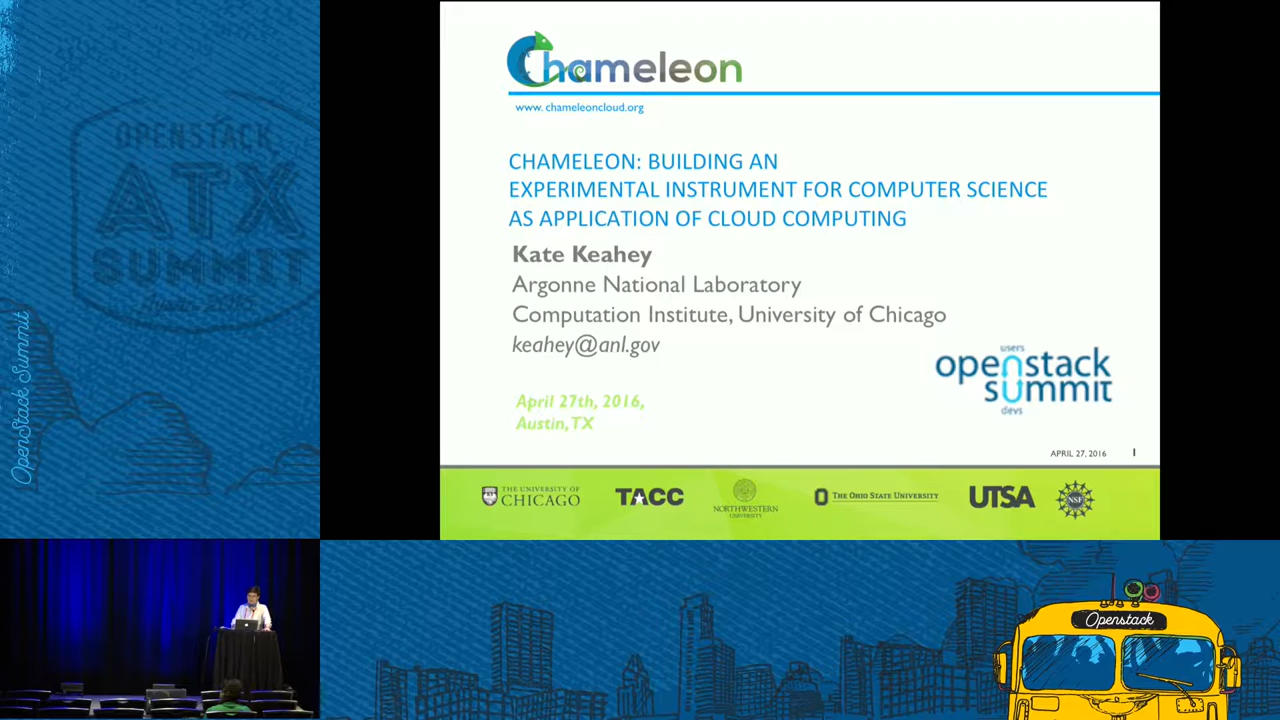 OPENSTACK
ATX
SUMMIT
Austin 2016
OpenStack Summit
Chameleon
www. chameleoncloud.org
CHAMELEON: BUILDING AN
EXPERIMENTAL INSTRUMENT FOR COMPUTER SCIENCE
AS APPLICATION OF CLOUD COMPUTING
Kate Keahey
Argonne National Laboratory
Computation Institute, University of Chicago
keahey@anl.gov
users
openstack
summit
devs
April 27th, 2016,
Austin, TX
APRIL 27, 2016 1
THE UNIVERSITY OF
CHICAGO
TACC
NORTHWESTERN
UNIVERSITY
THE OHIO STATE UNIVERSITY
UTSA
NSF
Openstack